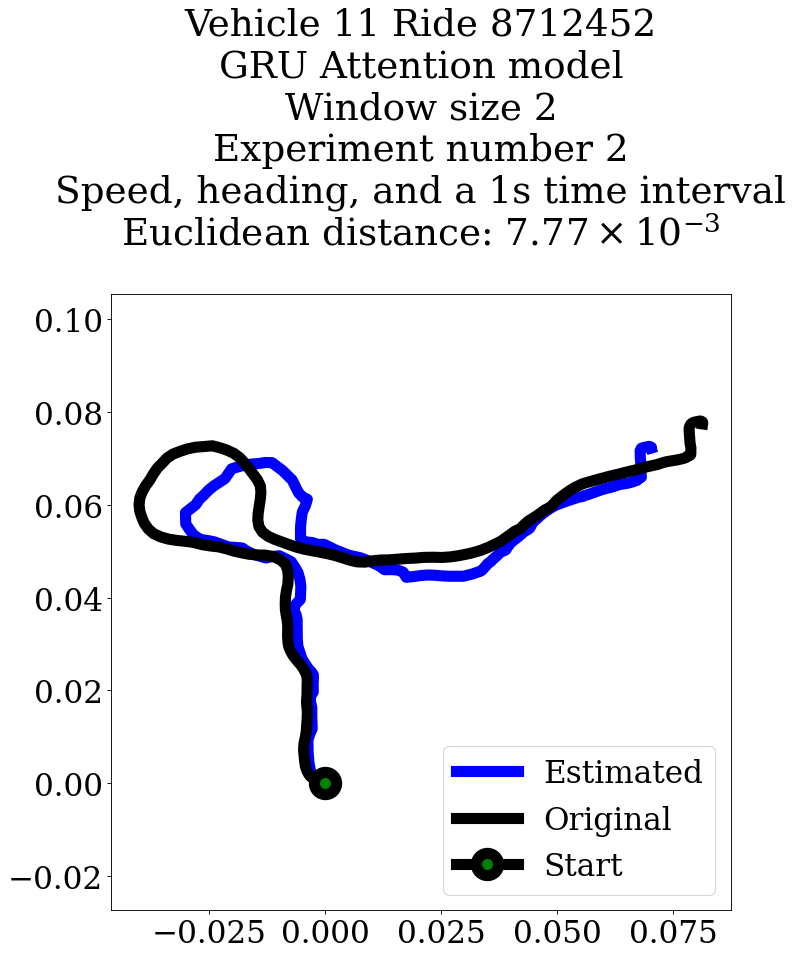 Vehicle 11 Ride 8712452
GRU Attention model
Window size 2
Experiment number 2
Speed, heading, and a 1s time interval
Euclidean distance: 7.77 × 10⁻³
0.10
0.08
0.06
0.04
0.02
0.00
−0.02
−0.025 0.000 0.025 0.050 0.075
Estimated
Original
Start